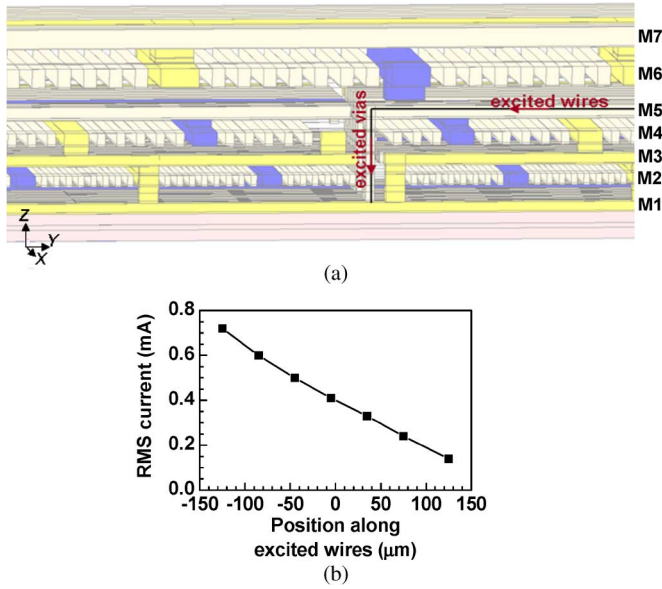 M7
M6
excited wires
M5
excited vias
M4
M3
M2
M1
Z
Y
X
(a)
0.8
0.6
0.4
0.2
0.0
RMS current (mA)
-150 -100 -50 0 50 100 150
Position along
excited wires (μm)
(b)